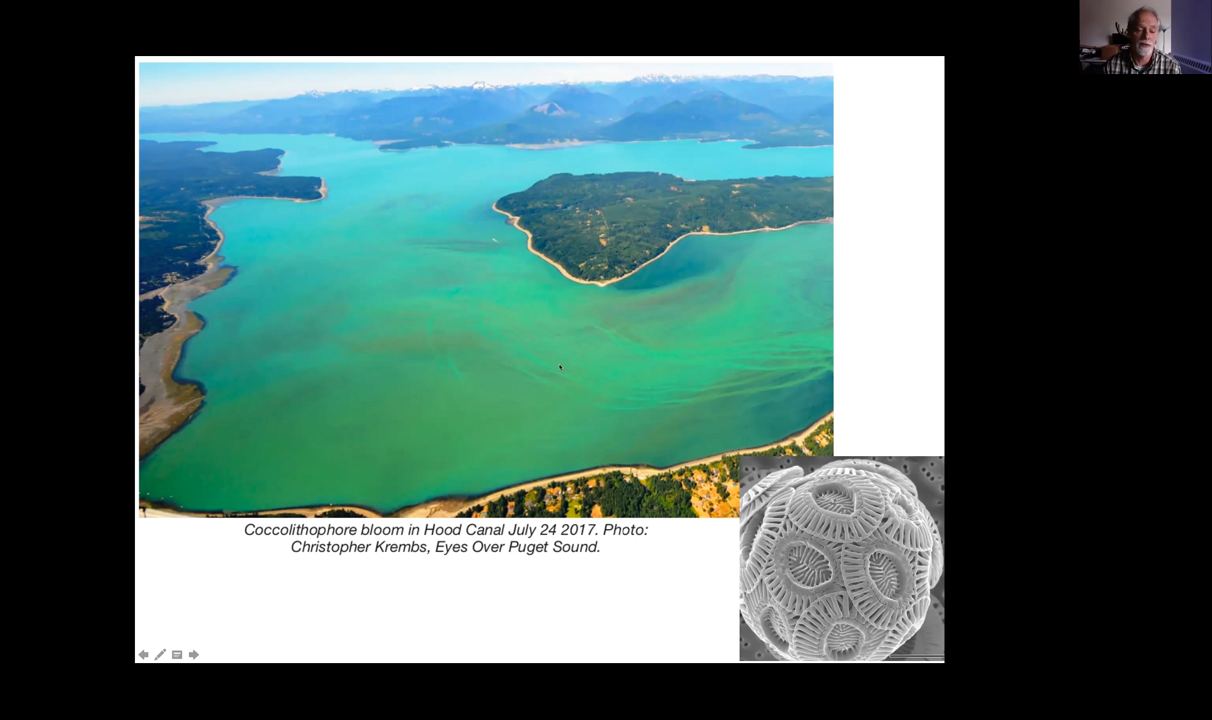 Coccolithophore bloom in Hood Canal July 24 2017. Photo:
Christopher Krembs, Eyes Over Puget Sound.